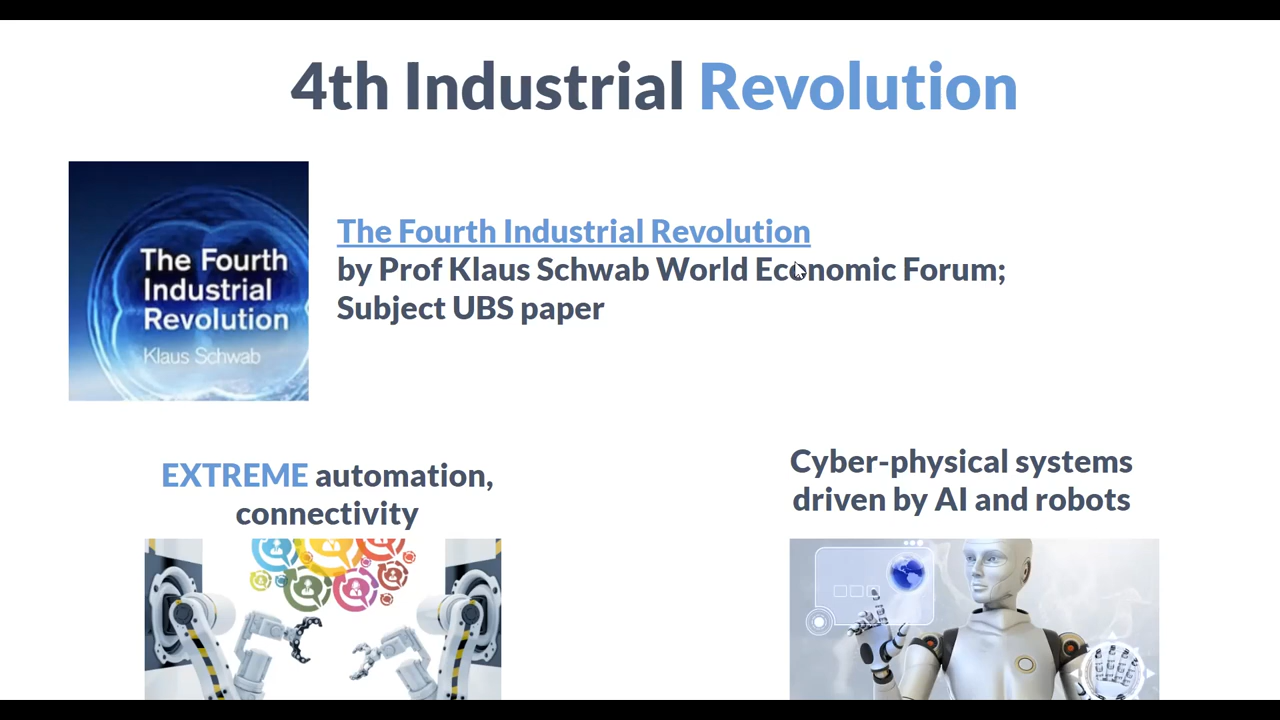 4th Industrial Revolution
The Fourth
Industrial
Revolution
Klaus Schwab
The Fourth Industrial Revolution
by Prof Klaus Schwab World Economic Forum;
Subject UBS paper
EXTREME automation,
connectivity
Cyber-physical systems
driven by AI and robots